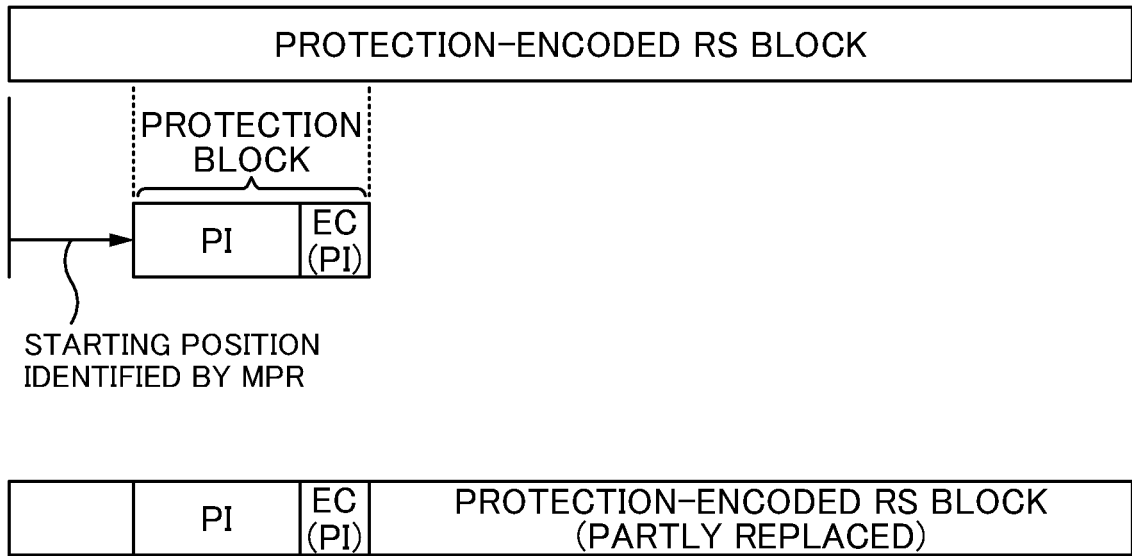 PROTECTION-ENCODED RS BLOCK
PROTECTION
BLOCK
PI
EC
(PI)
STARTING POSITION
IDENTIFIED BY MPR
PI
EC
(PI)
PROTECTION-ENCODED RS BLOCK
(PARTLY REPLACED)